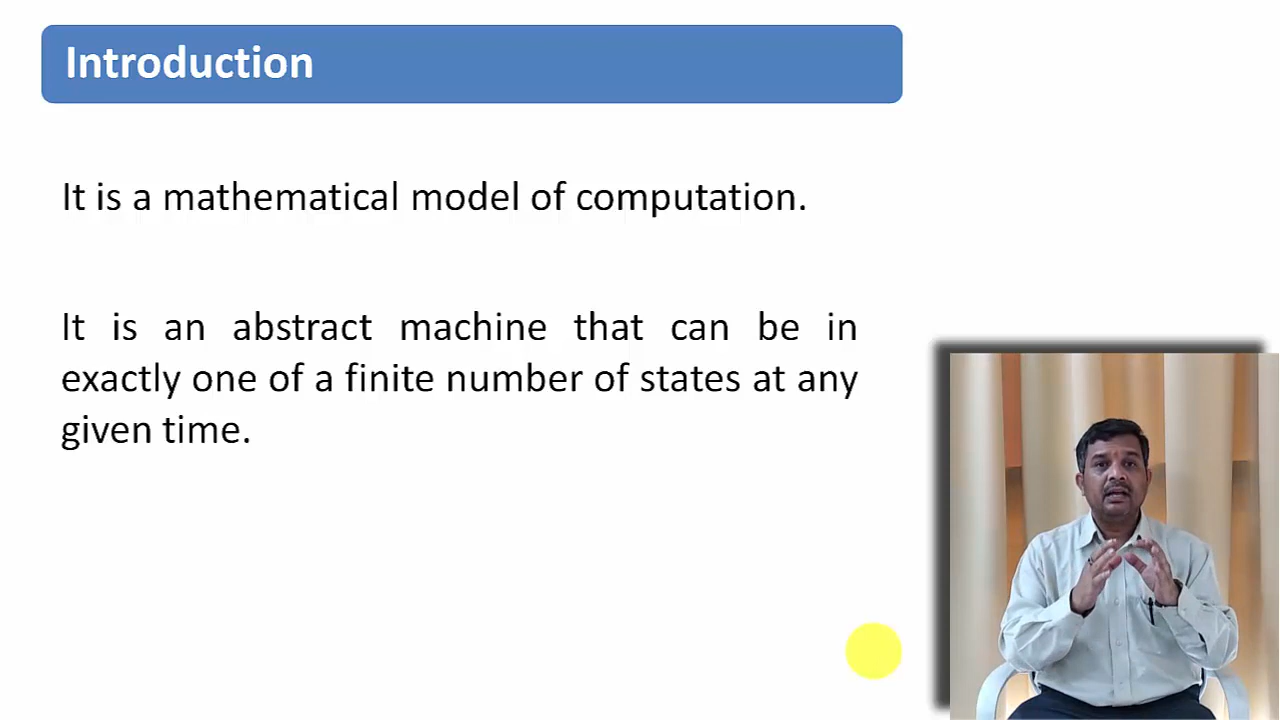 Introduction
It is a mathematical model of computation.
It is an abstract machine that can be in
exactly one of a finite number of states at any
given time.